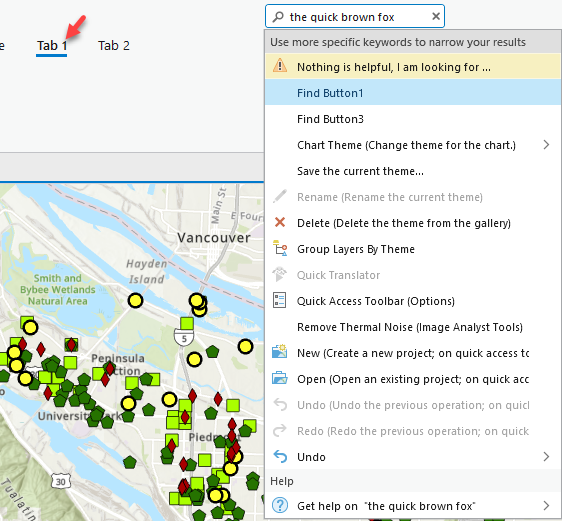 the quick brown fox
e
Tab 1
Tab 2
Use more specific keywords to narrow your results
Nothing is helpful, I am looking for ...
Find Button1
Find Button3
Chart Theme (Change theme for the chart.)
Save the current theme...
Rename (Rename the current theme)
Delete (Delete the theme from the gallery)
Group Layers By Theme
Quick Translator
Quick Access Toolbar (Options)
Remove Thermal Noise (Image Analyst Tools)
New (Create a new project; on quick access to
Open (Open an existing project; on quick acc
Undo (Undo the previous operation; on quick
Redo (Redo the previous operation; on quick
Undo
Help
Get help on "the quick brown fox"
Main St
E Four
Vancouver
Hayden
Island
Smith and
Bybee Wetlands
Natural Area
5
Peninsula
Junction
University Park
Piedmont
30
Tualatin